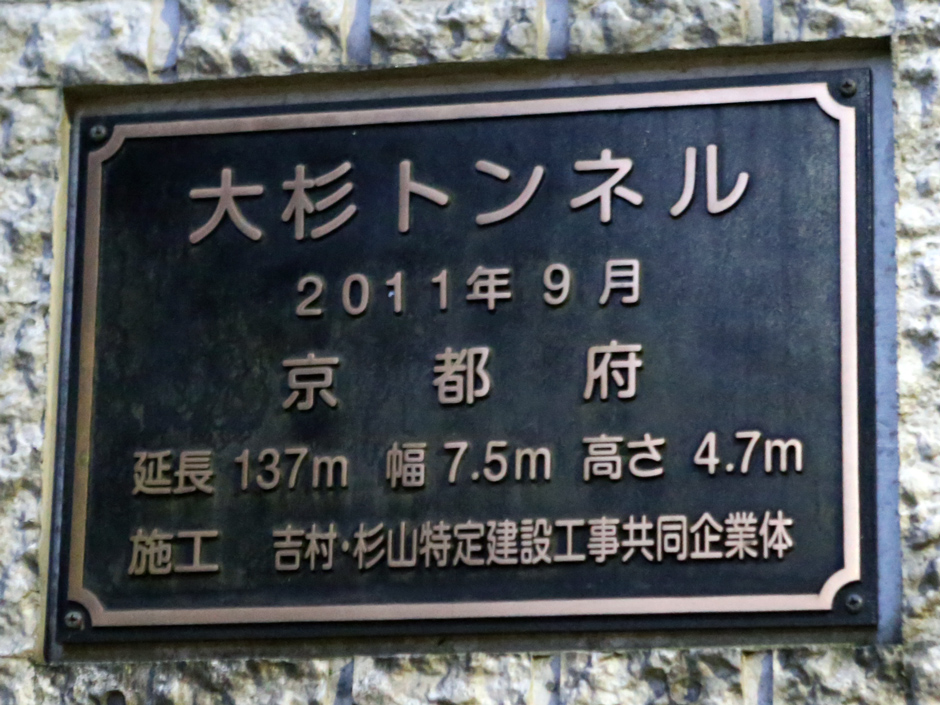 大杉トンネル
2011年9月
京都府
延長 137m 幅 7.5m 高さ 4.7m
施工 吉村・杉山特定建設工事共同企業体